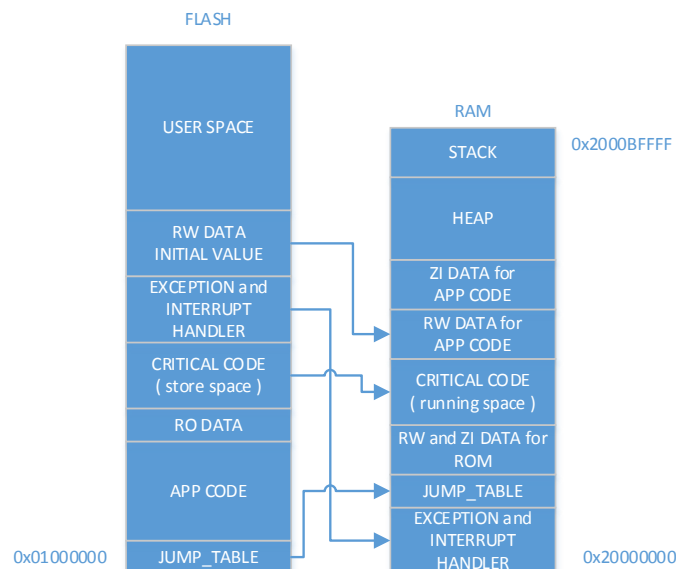 FLASH
USER SPACE
RW DATA
INITIAL VALUE
EXCEPTION and
INTERRUPT
HANDLER
CRITICAL CODE
( store space )
RO DATA
APP CODE
0x01000000
JUMP_TABLE
RAM
STACK
0x2000BFFFF
HEAP
ZI DATA for
APP CODE
RW DATA for
APP CODE
CRITICAL CODE
( running space )
RW and ZI DATA for
ROM
JUMP_TABLE
EXCEPTION and
INTERRUPT
HANDLER
0x20000000